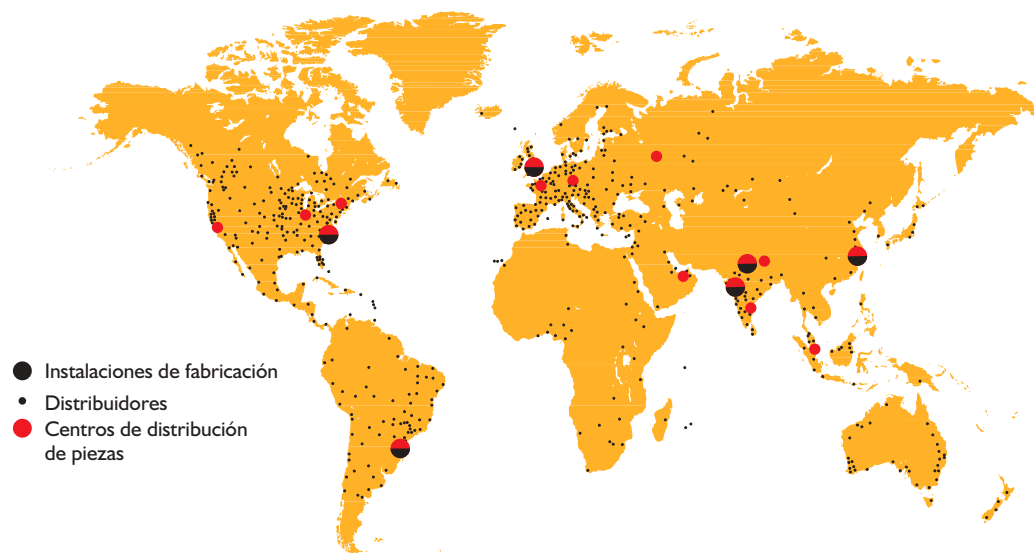 Instalaciones de fabricación
Distribuidores
Centros de distribución
de piezas